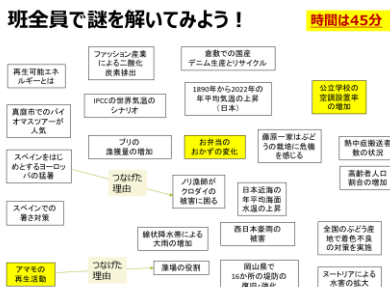 班全員で謎を解いてみよう！
時間は45分
ファッション産業
による二酸化
炭素排出
倉敷での国産
デニム生産とリサイクル
再生可能エネ
ルギーとは
IPCCの世界気温の
シナリオ
1890年から2022年の
年平均気温の上昇
（日本）
公立学校の
空調設置率
の増加
真庭市でのバイ
オマスツアーが
人気
ブリの
漁獲量の増加
お弁当の
おかずの変化
藤原一家はぶど
うの栽培に危機
を感じる
熱中症搬送者
数の状況
スペインをはじ
めとするヨーロッ
パの猛暑
つなげた
理由
ノリ漁師が
クロダイの
被害に困る
日本近海の
年平均海面
水温の上昇
高齢者人口
割合の増加
スペインでの
暑さ対策
線状降水帯による
大雨の増加
西日本豪雨の
被害
全国のぶどう産
地で着色不良
の対策を実施
アマモの
再生活動
つなげた
理由
藻場の役割
岡山県で
16か所の堤防の
復旧・強化
ヌートリアによる
水害の拡大